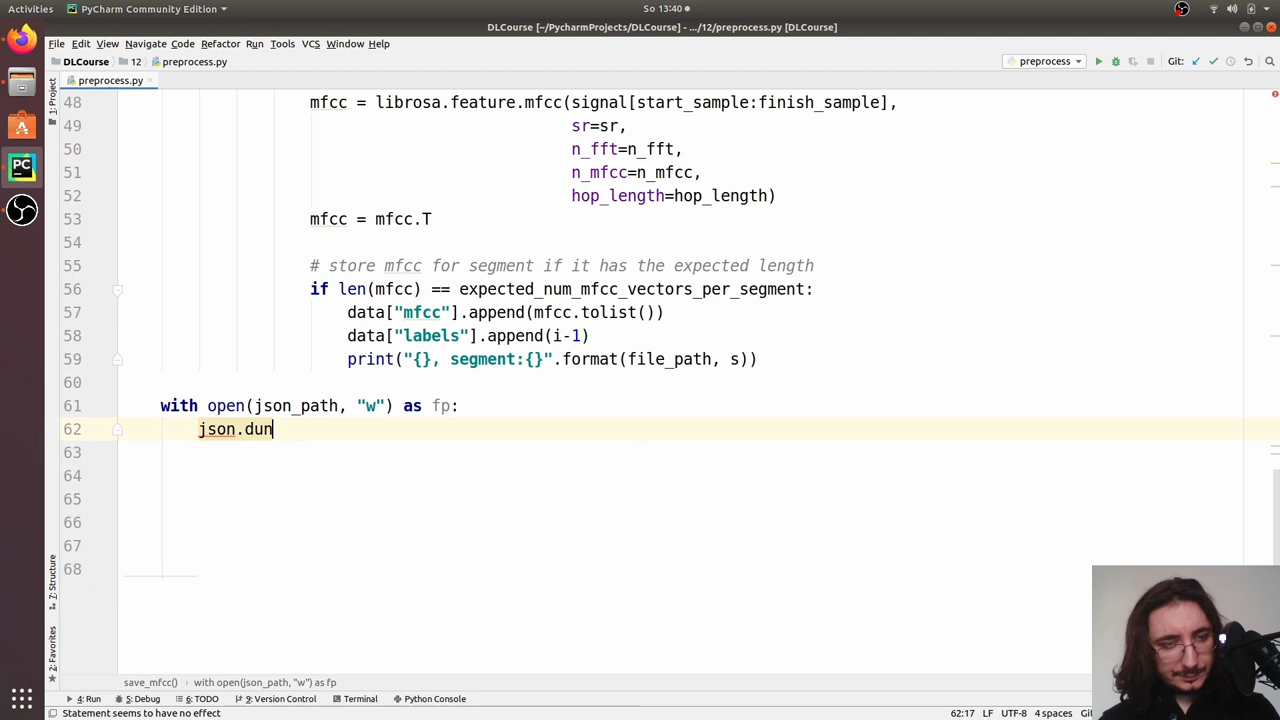 Activities
PyCharm Community Edition
So 13:40
DLCourse [~/PycharmProjects/DLCourse] - .../12/preprocess.py [DLCourse]
File Edit View Navigate Code Refactor Run Tools VCS Window Help
DLCourse 12 preprocess.py
preprocess
Git:
preprocess.py
1: Project
48 mfcc = librosa.feature.mfcc(signal[start_sample:finish_sample],
49 sr=sr,
50 n_fft=n_fft,
51 n_mfcc=n_mfcc,
52 hop_length=hop_length)
53 mfcc = mfcc.T
54
55 # store mfcc for segment if it has the expected length
56 if len(mfcc) == expected_num_mfcc_vectors_per_segment:
57 data["mfcc"].append(mfcc.tolist())
58 data["labels"].append(i-1)
59 print("{}, segment:{}".format(file_path, s))
60
61 with open(json_path, "w") as fp:
62 json.dun
63
64
65
66
67
68
7: Structure
2: Favorites
save_mfcc() with open(json_path, "w") as fp
4: Run 5: Debug 6: TODO 9: Version Control Terminal Python Console
Statement seems to have no effect
62:17 LF UTF-8 4 spaces